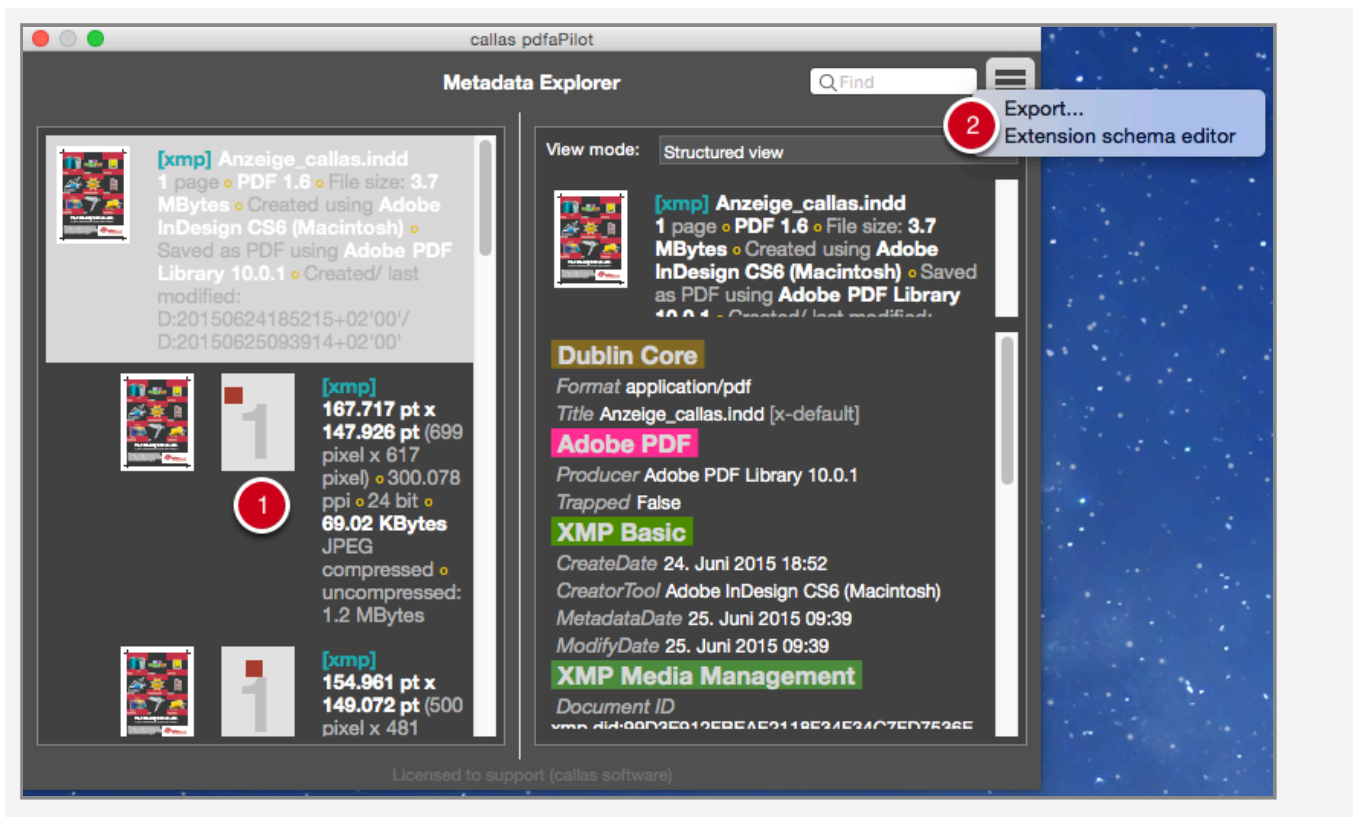 callas pdfaPilot
Metadata Explorer
Find
Export...
2
Extension schema editor
[xmp] Anzeige_callas.indd
1 page o PDF 1.6 o File size: 3.7
MBytes o Created using Adobe
InDesign CS6 (Macintosh) o
Saved as PDF using Adobe PDF
Library 10.0.1 o Created/ last
modified:
D:20150624185215+02'00'/
D:20150625093914+02'00'
1
[xmp]
167.717 pt x
147.926 pt (699
pixel x 617
pixel) o 300.078
ppi o 24 bit o
69.02 KBytes
JPEG
compressed o
uncompressed:
1.2 MBytes
1
1
[xmp]
154.961 pt x
149.072 pt (500
pixel x 481
View mode: Structured view
[xmp] Anzeige_callas.indd
1 page o PDF 1.6 o File size: 3.7
MBytes o Created using Adobe
InDesign CS6 (Macintosh) o Saved
as PDF using Adobe PDF Library
10.0.1 o Created/ last modified:
Dublin Core
Format application/pdf
Title Anzeige_callas.indd [x-default]
Adobe PDF
Producer Adobe PDF Library 10.0.1
Trapped False
XMP Basic
CreateDate 24. Juni 2015 18:52
CreatorTool Adobe InDesign CS6 (Macintosh)
MetadataDate 25. Juni 2015 09:39
ModifyDate 25. Juni 2015 09:39
XMP Media Management
Document ID
Licensed to support (callas software)